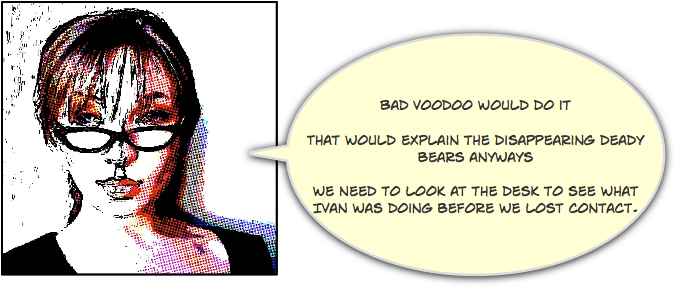 BAD VOODOO WOULD DO IT
THAT WOULD EXPLAIN THE DISAPPEARING DEADY
BEARS ANYWAYS
WE NEED TO LOOK AT THE DESK TO SEE WHAT
IVAN WAS DOING BEFORE WE LOST CONTACT.